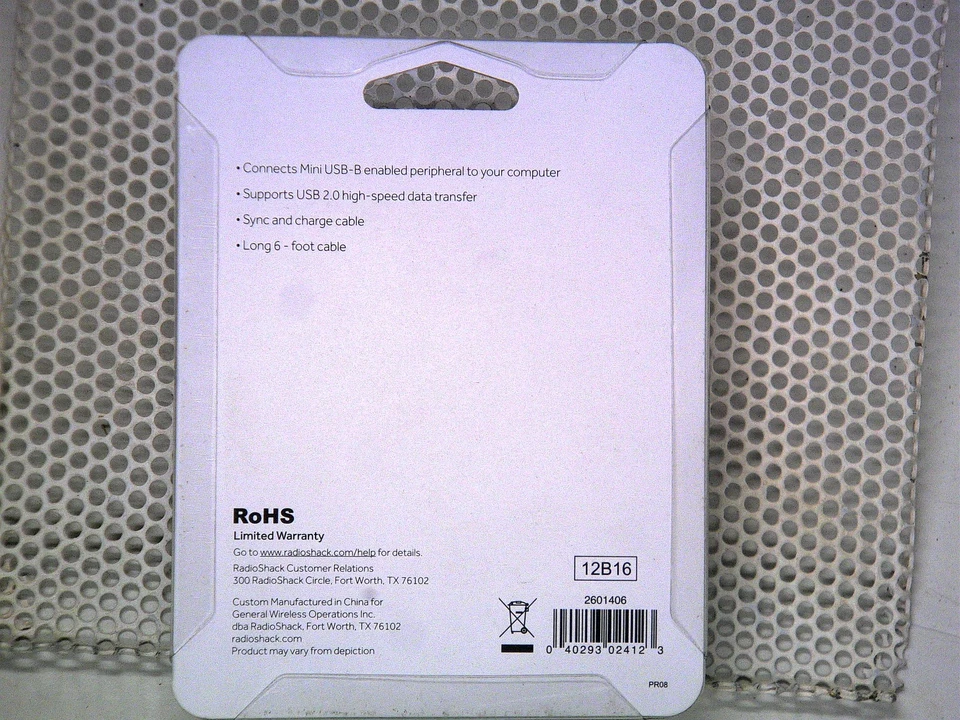 • Connects Mini USB-B enabled peripheral to your computer
• Supports USB 2.0 high-speed data transfer
• Sync and charge cable
• Long 6 - foot cable
RoHS
Limited Warranty
Go to www.radioshack.com/help for details.
RadioShack Customer Relations
300 RadioShack Circle, Fort Worth, TX 76102
Custom Manufactured in China for
General Wireless Operations Inc.
dba RadioShack, Fort Worth, TX 76102
radioshack.com
Product may vary from depiction
12B16
2601406
0 40293 02412 3
PR08